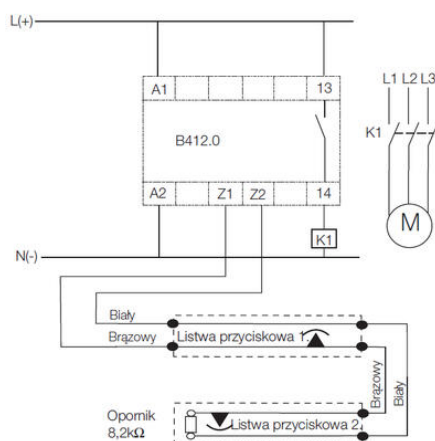 L(+)
A1
13
L1 L2 L3
K1
B412.0
M
A2
Z1
Z2
14
K1
N(-)
Biały
Brązowy
Listwa przyciskowa 1.
Brązowy
Biały
Opornik
8,2kΩ
Listwa przyciskowa 2.